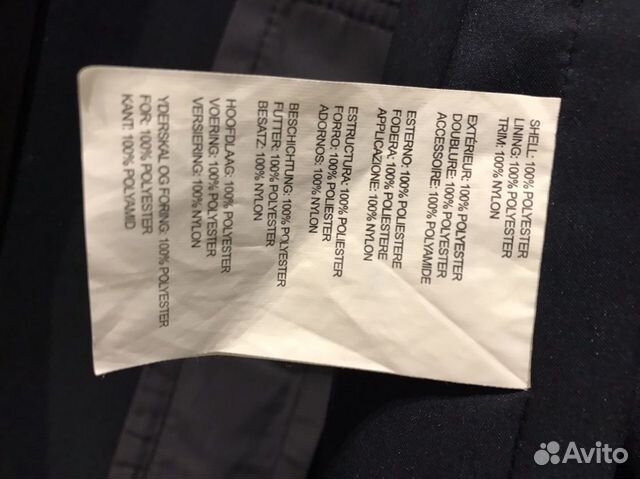 SHELL: 100% POLYESTER
LINING: 100% POLYESTER
TRIM: 100% NYLON
EXTÉRIEUR: 100% POLYESTER
DOUBLURE: 100% POLYESTER
ACCESSOIRE: 100% POLYAMIDE
ESTERNO: 100% POLIESTERE
FODERA: 100% POLIESTERE
APPLICAZIONE: 100% NYLON
ESTRUCTURA: 100% POLIESTER
FORRO: 100% POLIESTER
ADORNOS: 100% NYLON
BESCHICHTUNG: 100% POLYESTER
FUTTER: 100% POLYESTER
BESATZ: 100% NYLON
HOOFDLAAG: 100% POLYESTER
VOERING: 100% POLYESTER
VERSIERING: 100% NYLON
YDERSKAL OG FORING: 100% POLYESTER
FOR: 100% POLYESTER
KANT: 100% POLYAMID
Avito